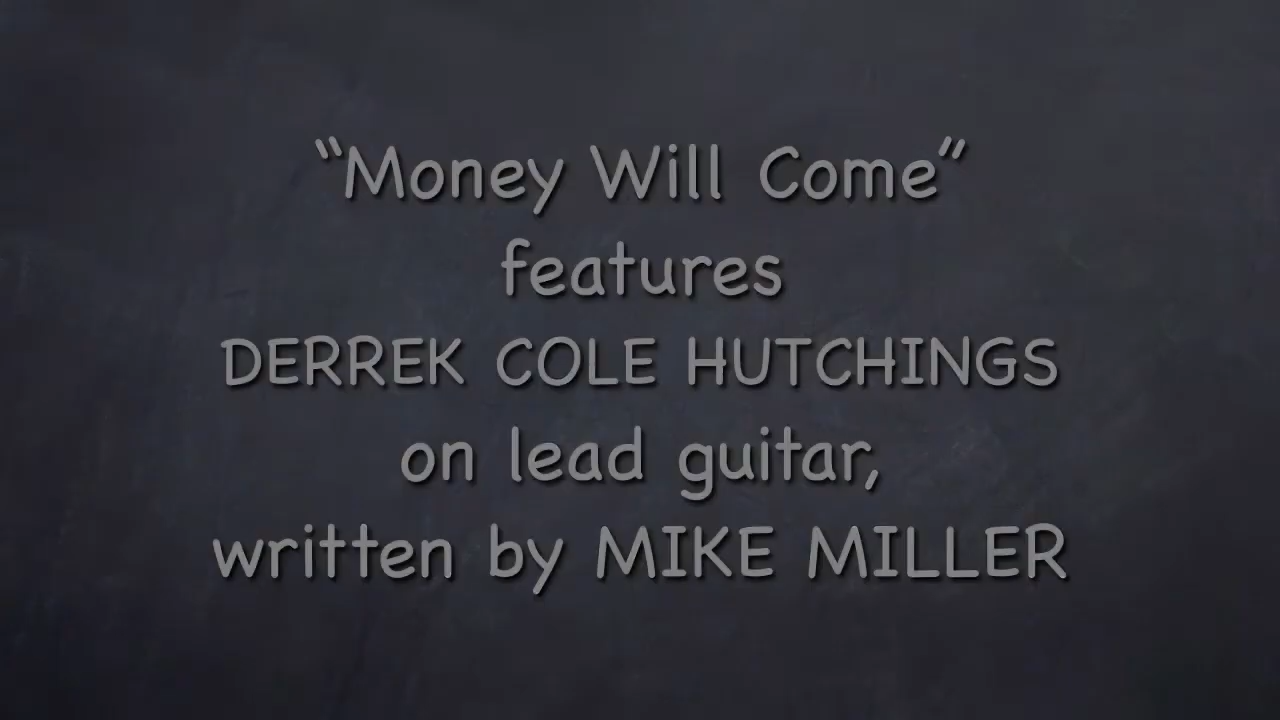 “Money Will Come”
features
DERREK COLE HUTCHINGS
on lead guitar,
written by MIKE MILLER